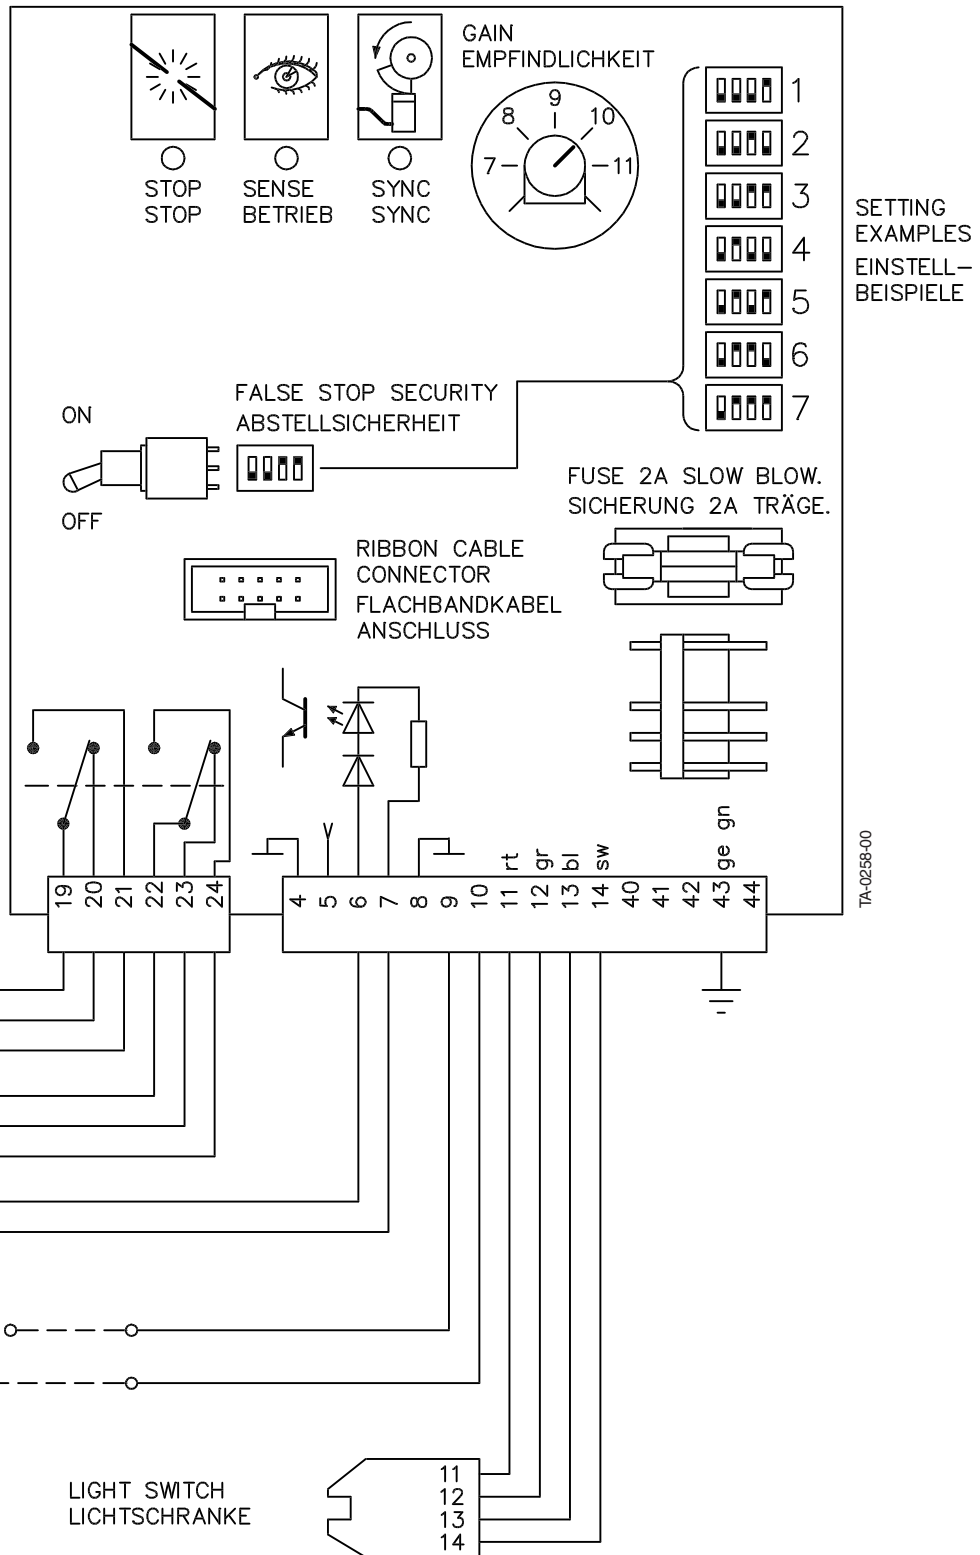 GAIN
EMPFINDLICHKEIT
7 8 9 10 11
STOP
STOP
SENSE
BETRIEB
SYNC
SYNC
1
2
3
4
5
6
7
SETTING
EXAMPLES
EINSTELL–
BEISPIELE
FALSE STOP SECURITY
ABSTELLSICHERHEIT
ON
OFF
FUSE 2A SLOW BLOW.
SICHERUNG 2A TRÄGE.
RIBBON CABLE
CONNECTOR
FLACHBANDKABEL
ANSCHLUSS
rt gr bl sw ge gn
19 20 21 22 23 24
4 5 6 7 8 9 10 11 12 13 14 40 41 42 43 44
TA-0258-00
LIGHT SWITCH
LICHTSCHRANKE
11
12
13
14